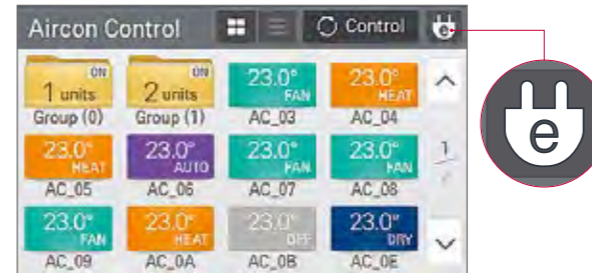 Aircon Control
Control
e
ON
1 units
Group (0)
ON
2 units
Group (1)
23.0°
FAN
AC_03
23.0°
HEAT
AC_04
23.0°
HEAT
AC_05
23.0°
AUTO
AC_06
23.0°
FAN
AC_07
23.0°
FAN
AC_08
1
23.0°
FAN
AC_09
23.0°
HEAT
AC_0A
23.0°
OFF
AC_0B
23.0°
DRY
AC_0E
e